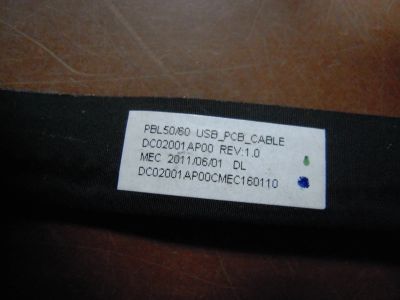 PBL50/60 USB_PCB_CABLE
DC02001AP00 REV:1.0
MEC 2011/06/01 DL
DC02001AP00CMEC160110